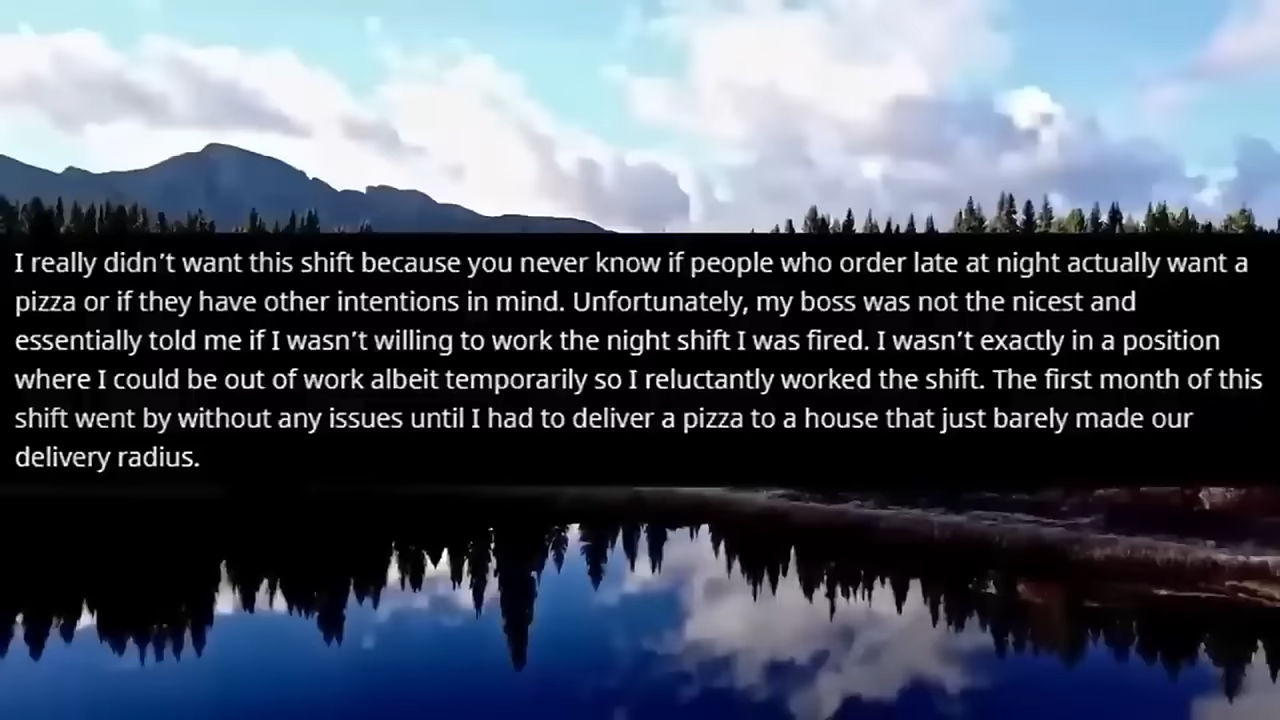 I really didn’t want this shift because you never know if people who order late at night actually want a
pizza or if they have other intentions in mind. Unfortunately, my boss was not the nicest and
essentially told me if I wasn’t willing to work the night shift I was fired. I wasn’t exactly in a position
where I could be out of work albeit temporarily so I reluctantly worked the shift. The first month of this
shift went by without any issues until I had to deliver a pizza to a house that just barely made our
delivery radius.